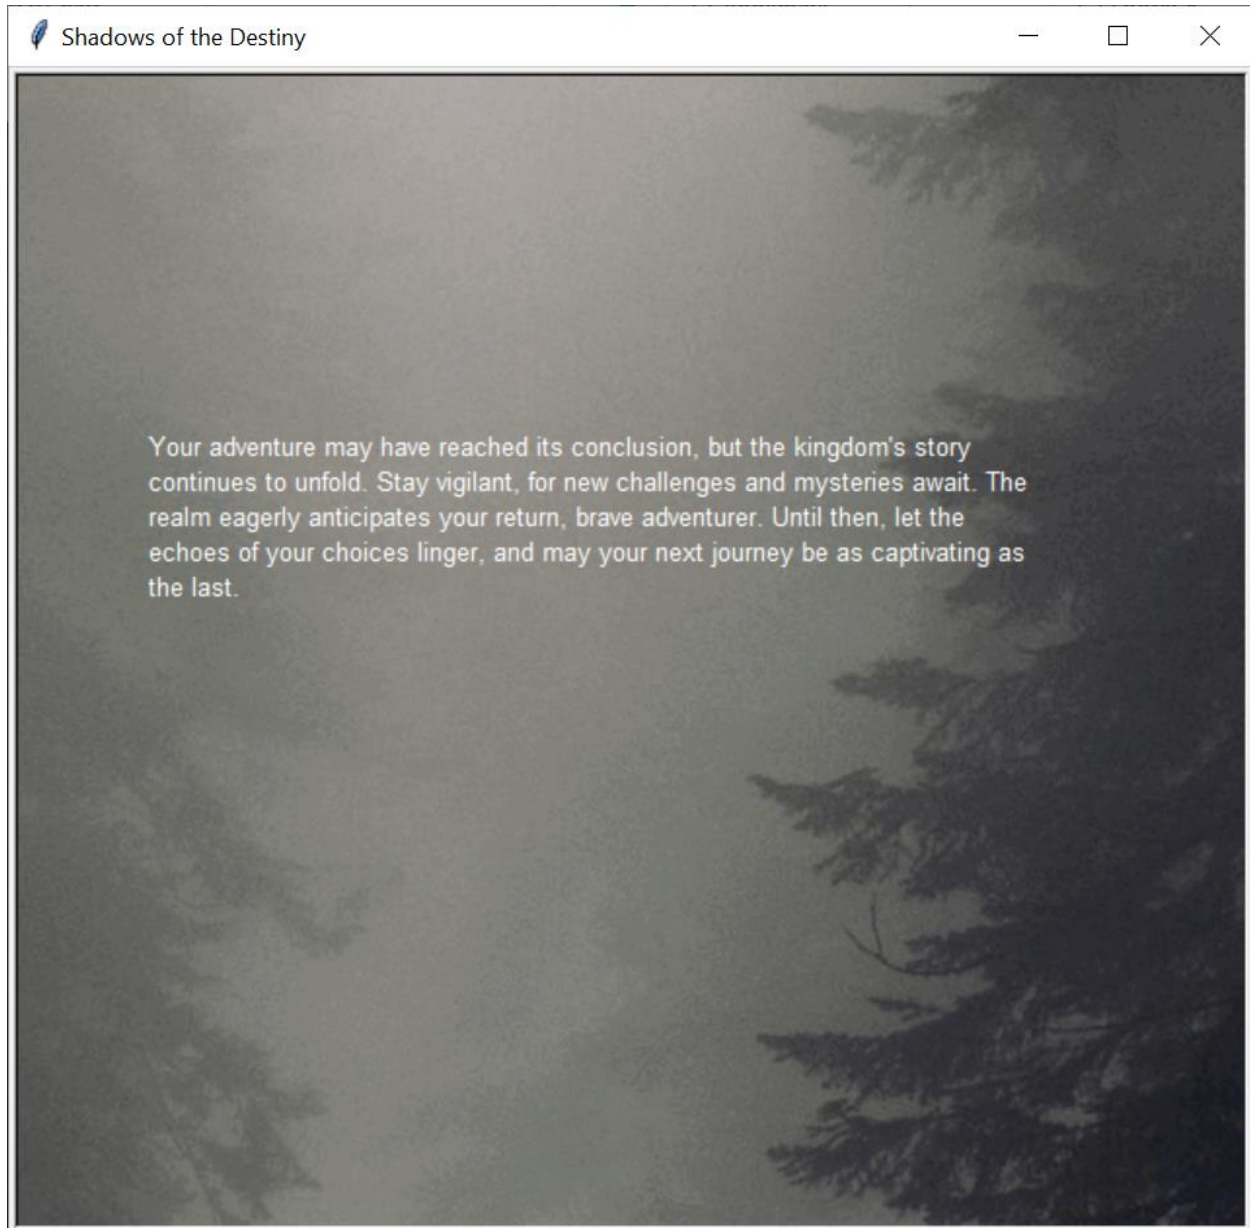 Shadows of the Destiny
Your adventure may have reached its conclusion, but the kingdom's story
continues to unfold. Stay vigilant, for new challenges and mysteries await. The
realm eagerly anticipates your return, brave adventurer. Until then, let the
echoes of your choices linger, and may your next journey be as captivating as
the last.